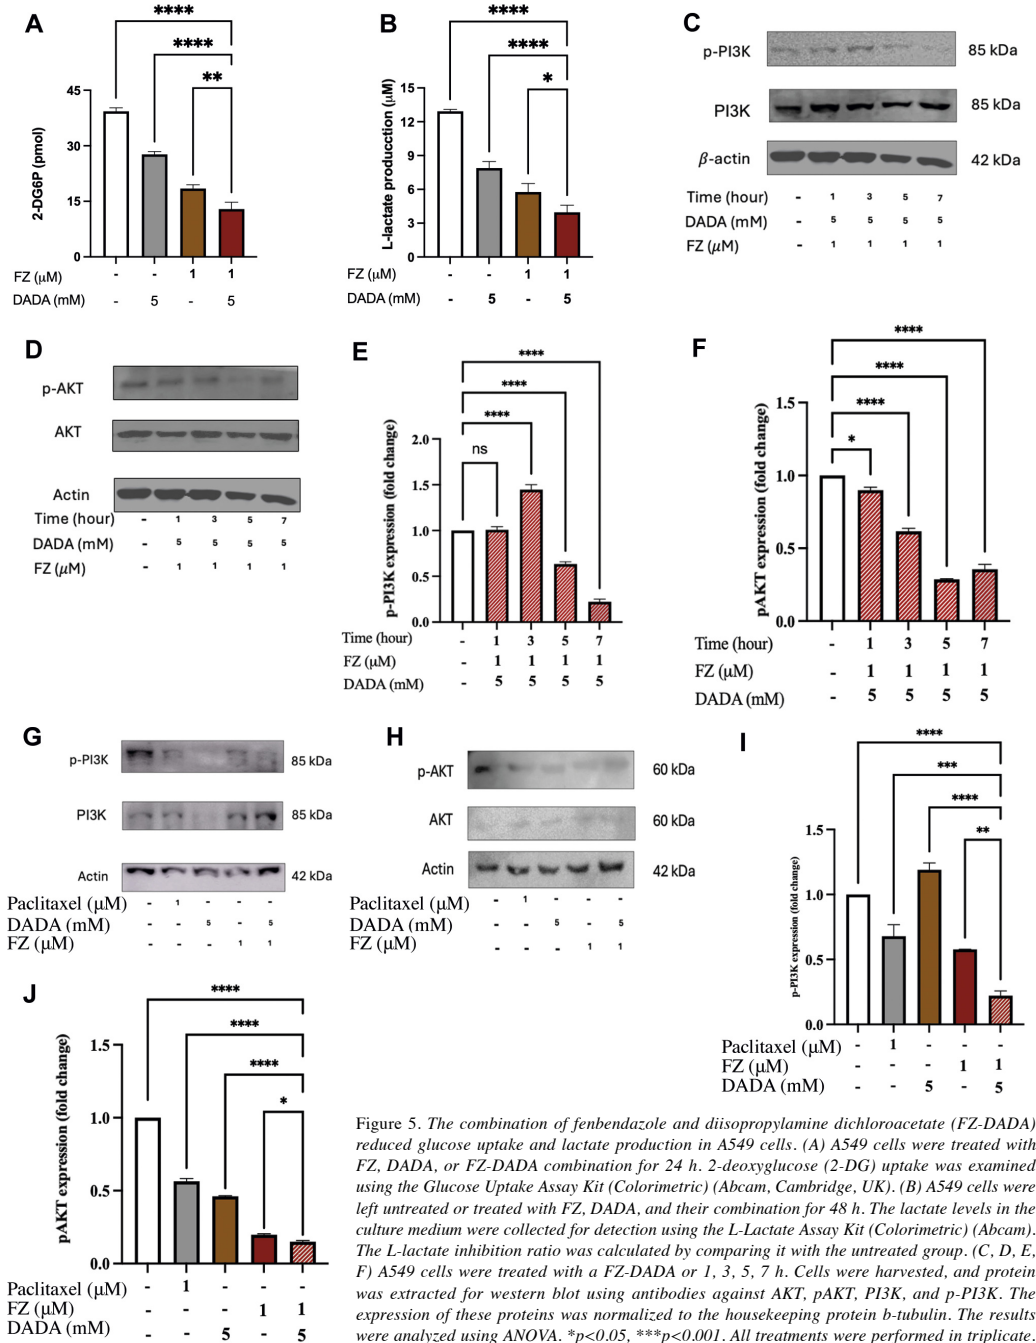 A
****
****
**
45
30
15
0
2-DG6P (pmol)
FZ (μM) - - 1 1
DADA (mM) - 5 - 5
B
****
****
*
15
12
9
6
3
0
L-lactate producction (μM)
FZ (μM) - - 1 1
DADA (mM) - 5 - 5
C
p-PI3K 85 kDa
PI3K 85 kDa
β-actin 42 kDa
Time (hour) - 1 3 5 7
DADA (mM) - 5 5 5 5
FZ (μM) - 1 1 1 1
D
p-AKT
AKT
Actin
Time (hour) - 1 3 5 7
DADA (mM) - 5 5 5 5
FZ (μM) - 1 1 1 1
E
****
****
****
ns
2.0
1.5
1.0
0.5
0.0
p-PI3K expression (fold change)
Time (hour) - 1 3 5 7
FZ (μM) - 1 1 1 1
DADA (mM) - 5 5 5 5
F
****
****
****
*
1.5
1.0
0.5
0.0
pAKT expression (fold change)
Time (hour) - 1 3 5 7
FZ (μM) - 1 1 1 1
DADA (mM) - 5 5 5 5
G
p-PI3K 85 kDa
PI3K 85 kDa
Actin 42 kDa
Paclitaxel (μM) - 1 - - -
DADA (mM) - - 5 - 5
FZ (μM) - - - 1 1
H
p-AKT 60 kDa
AKT 60 kDa
Actin 42 kDa
Paclitaxel (μM) - 1 - - -
DADA (mM) - - 5 - 5
FZ (μM) - - - 1 1
I
****
***
****
**
1.5
1.0
0.5
0.0
p-PI3K expression (fold change)
Paclitaxel (μM) - 1 - - -
FZ (μM) - - - 1 1
DADA (mM) - - 5 - 5
J
****
****
****
*
1.5
1.0
0.5
0.0
pAKT expression (fold change)
Paclitaxel (μM) - 1 - - -
FZ (μM) - - - 1 1
DADA (mM) - - 5 - 5
Figure 5. The combination of fenbendazole and diisopropylamine dichloroacetate (FZ-DADA)
reduced glucose uptake and lactate production in A549 cells. (A) A549 cells were treated with
FZ, DADA, or FZ-DADA combination for 24 h. 2-deoxyglucose (2-DG) uptake was examined
using the Glucose Uptake Assay Kit (Colorimetric) (Abcam, Cambridge, UK). (B) A549 cells were
left untreated or treated with FZ, DADA, and their combination for 48 h. The lactate levels in the
culture medium were collected for detection using the L-Lactate Assay Kit (Colorimetric) (Abcam).
The L-lactate inhibition ratio was calculated by comparing it with the untreated group. (C, D, E,
F) A549 cells were treated with a FZ-DADA or 1, 3, 5, 7 h. Cells were harvested, and protein
was extracted for western blot using antibodies against AKT, pAKT, PI3K, and p-PI3K. The
expression of these proteins was normalized to the housekeeping protein b-tubulin. The results
were analyzed using ANOVA. *p<0.05, ***p<0.001. All treatments were performed in triplicate.